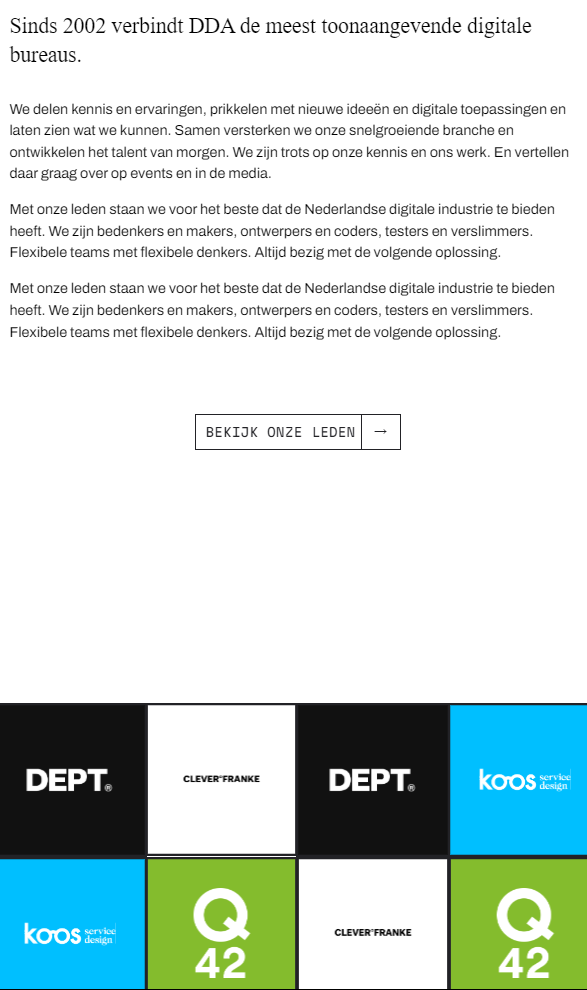 Sinds 2002 verbindt DDA de meest toonaangevende digitale
bureaus.
We delen kennis en ervaringen, prikkelen met nieuwe ideeën en digitale toepassingen en
laten zien wat we kunnen. Samen versterken we onze snelgroeiende branche en
ontwikkelen het talent van morgen. We zijn trots op onze kennis en ons werk. En vertellen
daar graag over op events en in de media.
Met onze leden staan we voor het beste dat de Nederlandse digitale industrie te bieden
heeft. We zijn bedenkers en makers, ontwerpers en coders, testers en verslimmers.
Flexibele teams met flexibele denkers. Altijd bezig met de volgende oplossing.
Met onze leden staan we voor het beste dat de Nederlandse digitale industrie te bieden
heeft. We zijn bedenkers en makers, ontwerpers en coders, testers en verslimmers.
Flexibele teams met flexibele denkers. Altijd bezig met de volgende oplossing.
BEKIJK ONZE LEDEN →
DEPT®
CLEVER°FRANKE
DEPT®
koos service
design
koos service
design
Q
42
CLEVER°FRANKE
Q
42